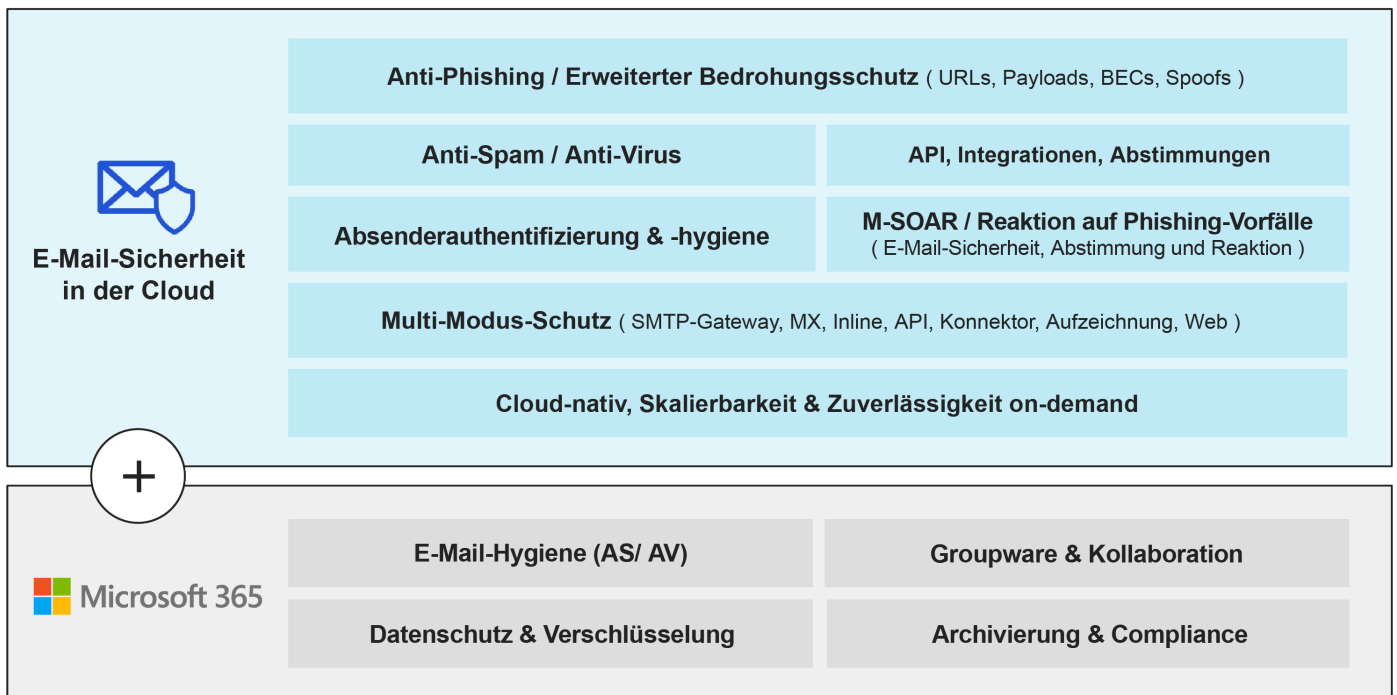 Anti-Phishing / Erweiterter Bedrohungsschutz ( URLs, Payloads, BECs, Spoofs )
Anti-Spam / Anti-Virus
API, Integrationen, Abstimmungen
E-Mail-Sicherheit
in der Cloud
Absenderauthentifizierung & -hygiene
M-SOAR / Reaktion auf Phishing-Vorfälle
( E-Mail-Sicherheit, Abstimmung und Reaktion )
Multi-Modus-Schutz ( SMTP-Gateway, MX, Inline, API, Konnektor, Aufzeichnung, Web )
Cloud-nativ, Skalierbarkeit & Zuverlässigkeit on-demand
+
Microsoft 365
E-Mail-Hygiene (AS/ AV)
Groupware & Kollaboration
Datenschutz & Verschlüsselung
Archivierung & Compliance